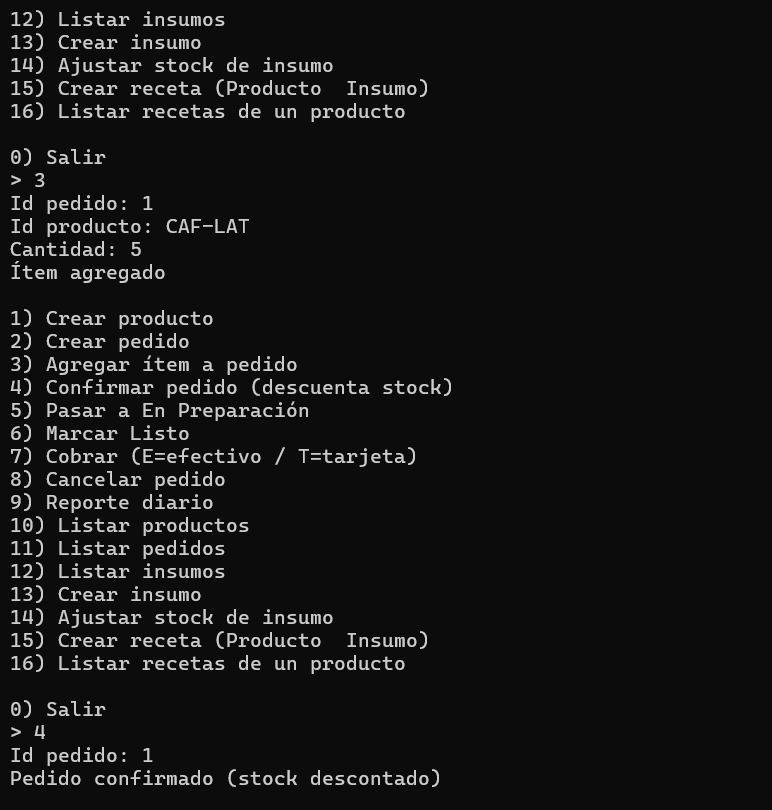 12) Listar insumos
13) Crear insumo
14) Ajustar stock de insumo
15) Crear receta (Producto  Insumo)
16) Listar recetas de un producto
0) Salir
> 3
Id pedido: 1
Id producto: CAF-LAT
Cantidad: 5
Ítem agregado
1) Crear producto
2) Crear pedido
3) Agregar ítem a pedido
4) Confirmar pedido (descuenta stock)
5) Pasar a En Preparación
6) Marcar Listo
7) Cobrar (E=efectivo / T=tarjeta)
8) Cancelar pedido
9) Reporte diario
10) Listar productos
11) Listar pedidos
12) Listar insumos
13) Crear insumo
14) Ajustar stock de insumo
15) Crear receta (Producto  Insumo)
16) Listar recetas de un producto
0) Salir
> 4
Id pedido: 1
Pedido confirmado (stock descontado)